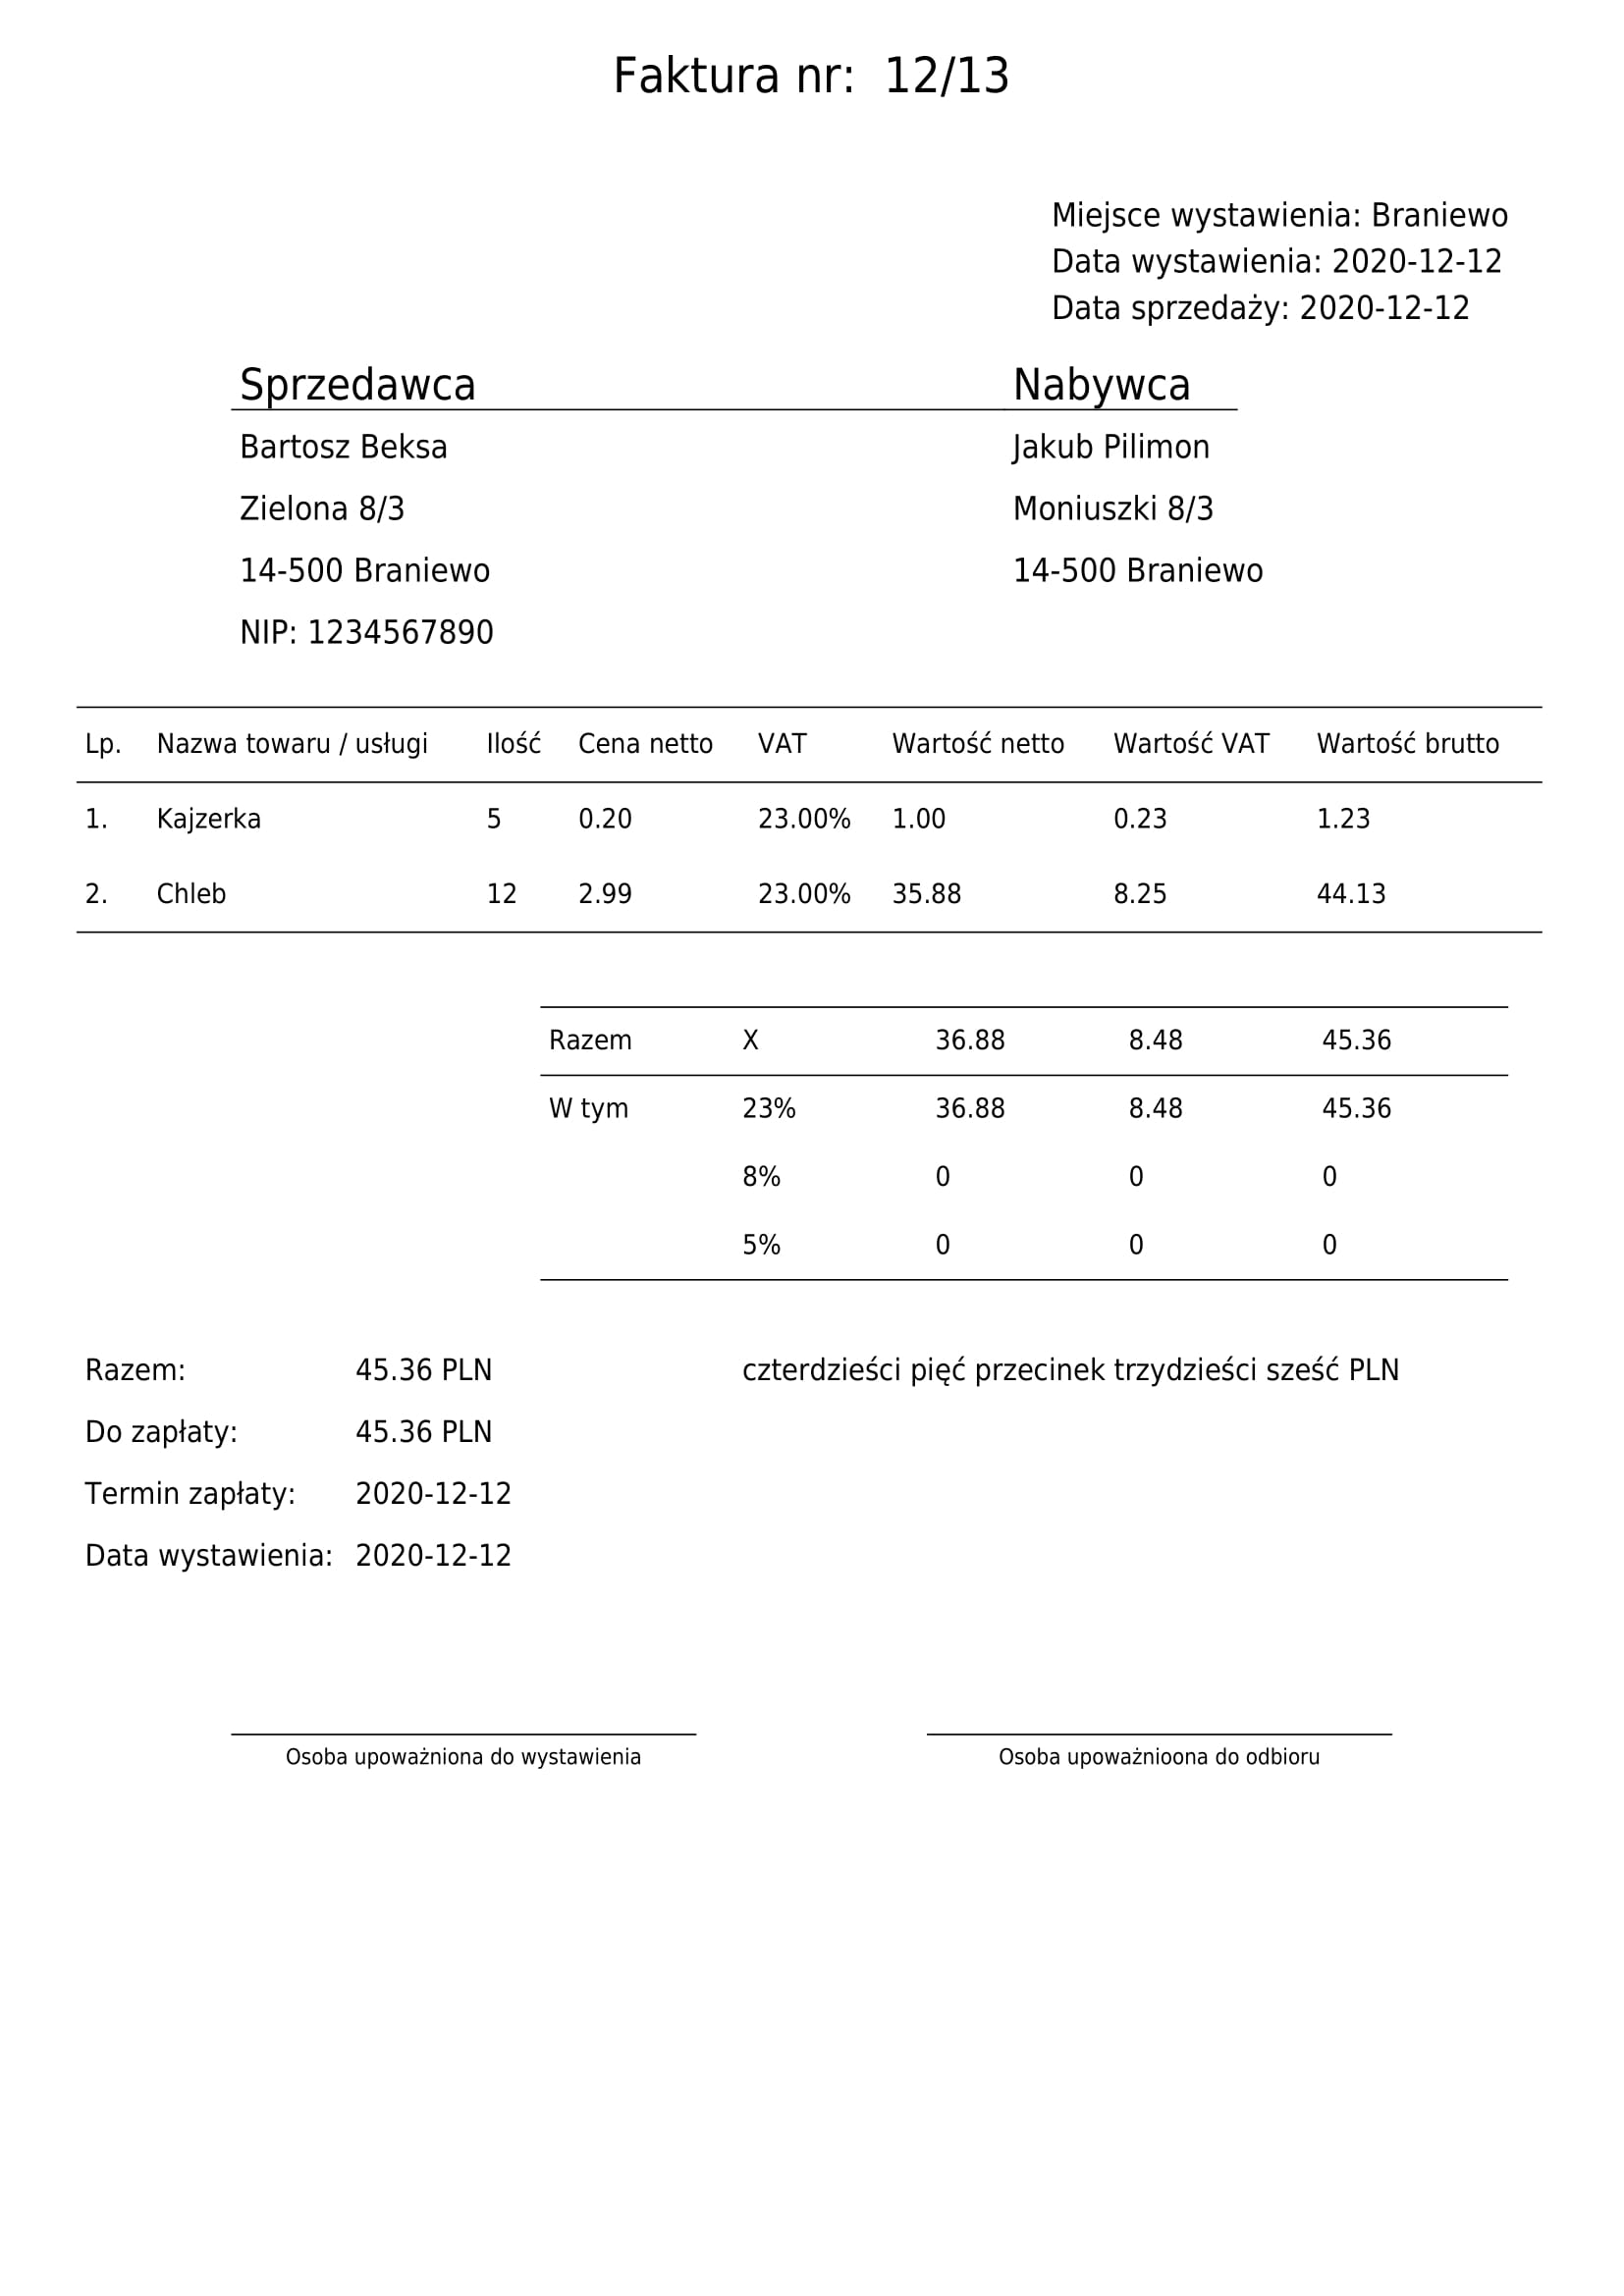 Faktura nr: 12/13
Miejsce wystawienia: Braniewo
Data wystawienia: 2020-12-12
Data sprzedaży: 2020-12-12
Sprzedawca Nabywca
Bartosz Beksa Jakub Pilimon
Zielona 8/3 Moniuszki 8/3
14-500 Braniewo 14-500 Braniewo
NIP: 1234567890
Lp. Nazwa towaru / usługi Ilość Cena netto VAT Wartość netto Wartość VAT Wartość brutto
1. Kajzerka 5 0.20 23.00% 1.00 0.23 1.23
2. Chleb 12 2.99 23.00% 35.88 8.25 44.13
Razem X 36.88 8.48 45.36
W tym 23% 36.88 8.48 45.36
8% 0 0 0
5% 0 0 0
Razem: 45.36 PLN czterdzieści pięć przecinek trzydzieści sześć PLN
Do zapłaty: 45.36 PLN
Termin zapłaty: 2020-12-12
Data wystawienia: 2020-12-12
Osoba upoważniona do wystawienia Osoba upoważnioona do odbioru